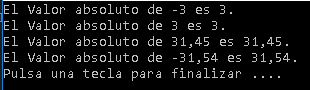 El Valor absoluto de -3 es 3.
El Valor absoluto de 3 es 3.
El Valor absoluto de 31,45 es 31,45.
El Valor absoluto de -31,54 es 31,54.
Pulsa una tecla para finalizar ....